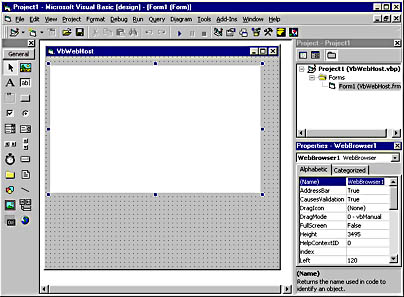 Project1 - Microsoft Visual Basic [design] - [Form1 (Form)]
File Edit View Project Format Debug Run Query Diagram Tools Add-Ins Window Help
General
A
ab
VbWebHost
Project - Project1
Project1 (VbWebHost.vbp)
Forms
Form1 (VbWebHost.frm
Properties - WebBrowser1
WebBrowser1 WebBrowser
Alphabetic Categorized
(Name) WebBrowser1
AddressBar True
CausesValidation True
DragIcon (None)
DragMode 0 - vbManual
FullScreen False
Height 3495
HelpContextID 0
Index
Left 120
(Name)
Returns the name used in code to
identify an object.